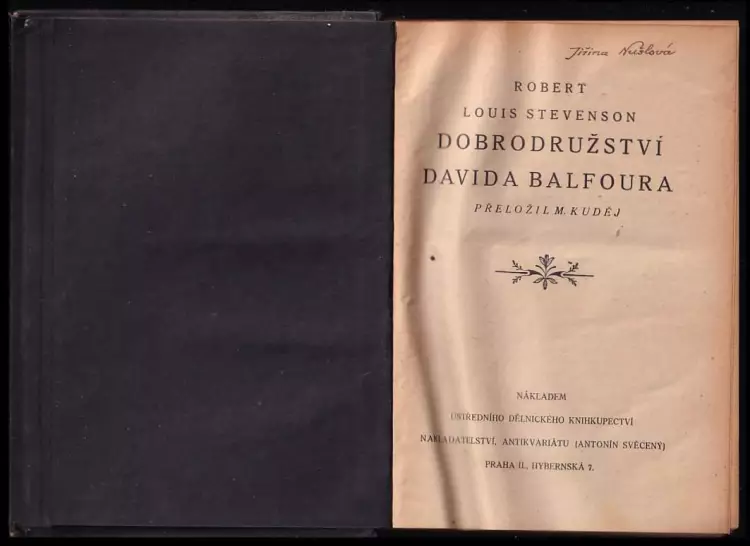 Jiřina Nušlová
ROBERT
LOUIS STEVENSON
DOBRODRUŽSTVÍ
DAVIDA BALFOURA
PŘELOŽIL M. KUDĚJ
NÁKLADEM
ÚSTŘEDNÍHO DĚLNICKÉHO KNIHKUPECTVÍ
NAKLADATELSTVÍ, ANTIKVARIÁTU (ANTONÍN SVĚCENÝ)
PRAHA II., HYBERNSKÁ 7.